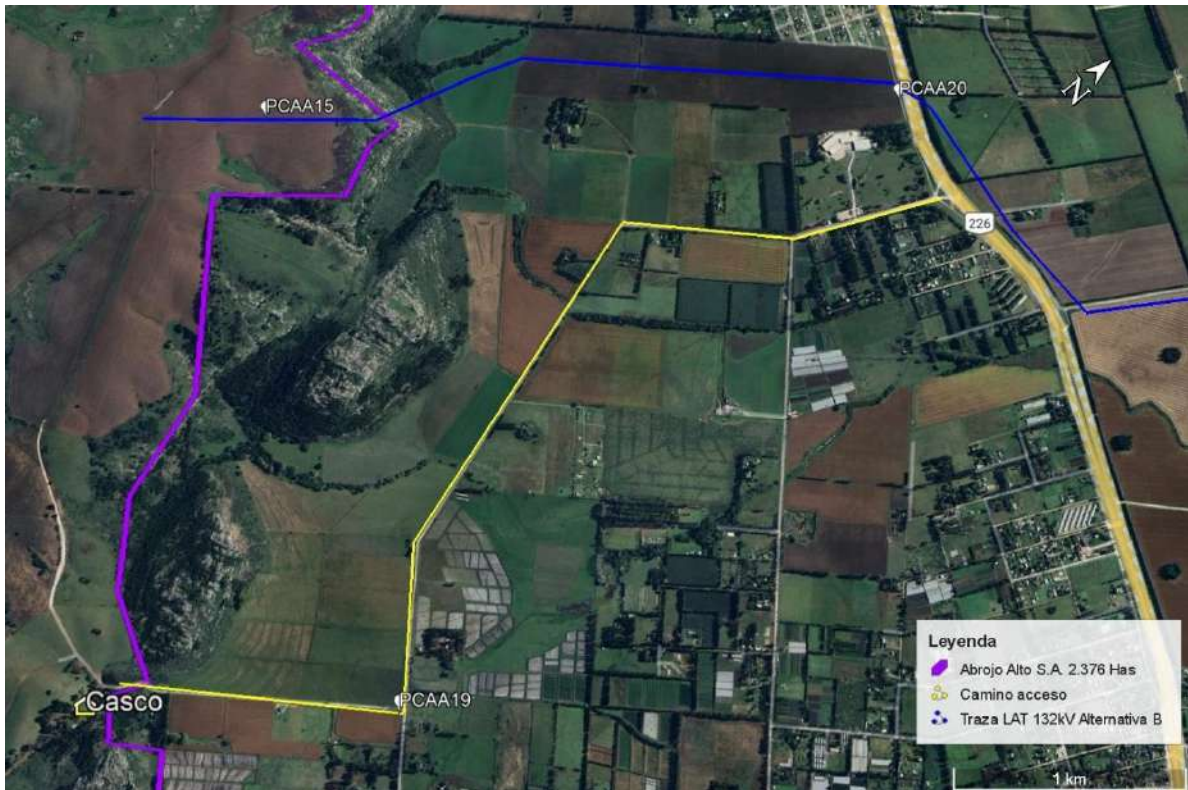 PCAA15
PCAA20
N
226
PCAA19
Casco
Leyenda
Abrojo Alto S.A. 2.376 Has
Camino acceso
Traza LAT 132kV Alternativa B
1 km